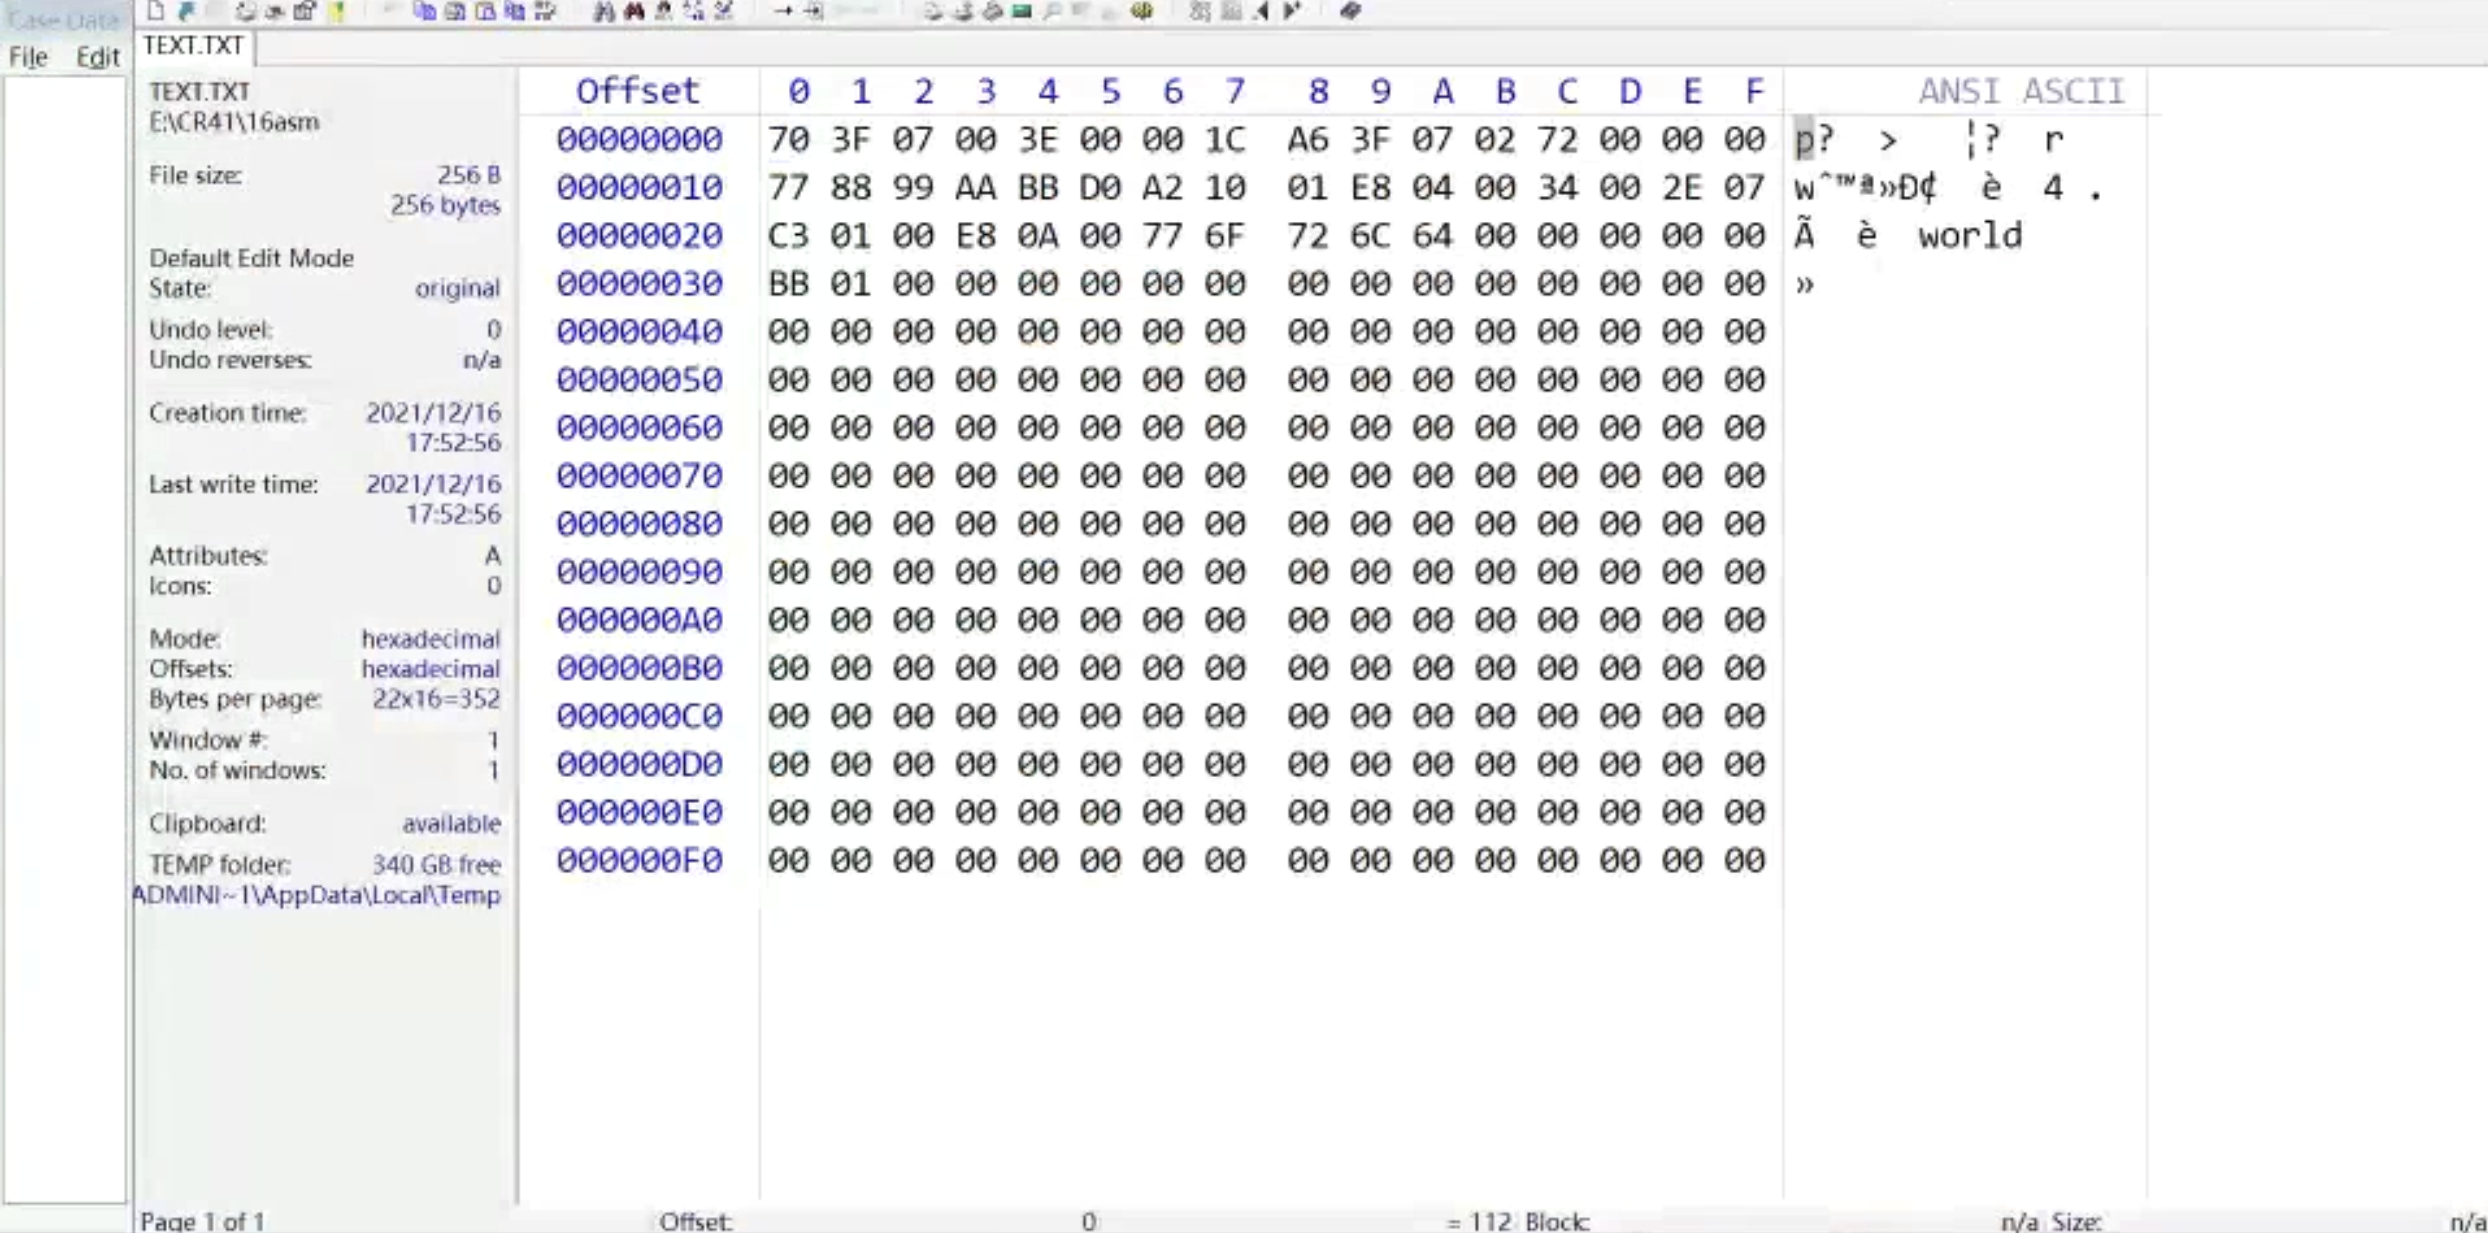 Case Data
File Edit
TEXT.TXT
TEXT.TXT
E:\CR41\16asm
File size: 256 B
256 bytes
Default Edit Mode
State: original
Undo level: 0
Undo reverses: n/a
Creation time: 2021/12/16
17:52:56
Last write time: 2021/12/16
17:52:56
Attributes: A
Icons: 0
Mode: hexadecimal
Offsets: hexadecimal
Bytes per page: 22x16=352
Window #: 1
No. of windows: 1
Clipboard: available
TEMP folder: 340 GB free
ADMINI~1\AppData\Local\Temp
Offset 0 1 2 3 4 5 6 7 8 9 A B C D E F ANSI ASCII
00000000 70 3F 07 00 3E 00 00 1C A6 3F 07 02 72 00 00 00 p? > ¦? r
00000010 77 88 99 AA BB D0 A2 10 01 E8 04 00 34 00 2E 07 wˆ™ª»Ð¢ è 4 .
00000020 C3 01 00 E8 0A 00 77 6F 72 6C 64 00 00 00 00 00 Ã è world
00000030 BB 01 00 00 00 00 00 00 00 00 00 00 00 00 00 00 »
00000040 00 00 00 00 00 00 00 00 00 00 00 00 00 00 00 00
00000050 00 00 00 00 00 00 00 00 00 00 00 00 00 00 00 00
00000060 00 00 00 00 00 00 00 00 00 00 00 00 00 00 00 00
00000070 00 00 00 00 00 00 00 00 00 00 00 00 00 00 00 00
00000080 00 00 00 00 00 00 00 00 00 00 00 00 00 00 00 00
00000090 00 00 00 00 00 00 00 00 00 00 00 00 00 00 00 00
000000A0 00 00 00 00 00 00 00 00 00 00 00 00 00 00 00 00
000000B0 00 00 00 00 00 00 00 00 00 00 00 00 00 00 00 00
000000C0 00 00 00 00 00 00 00 00 00 00 00 00 00 00 00 00
000000D0 00 00 00 00 00 00 00 00 00 00 00 00 00 00 00 00
000000E0 00 00 00 00 00 00 00 00 00 00 00 00 00 00 00 00
000000F0 00 00 00 00 00 00 00 00 00 00 00 00 00 00 00 00
Page 1 of 1 Offset: 0 = 112 Block: n/a Size: n/a